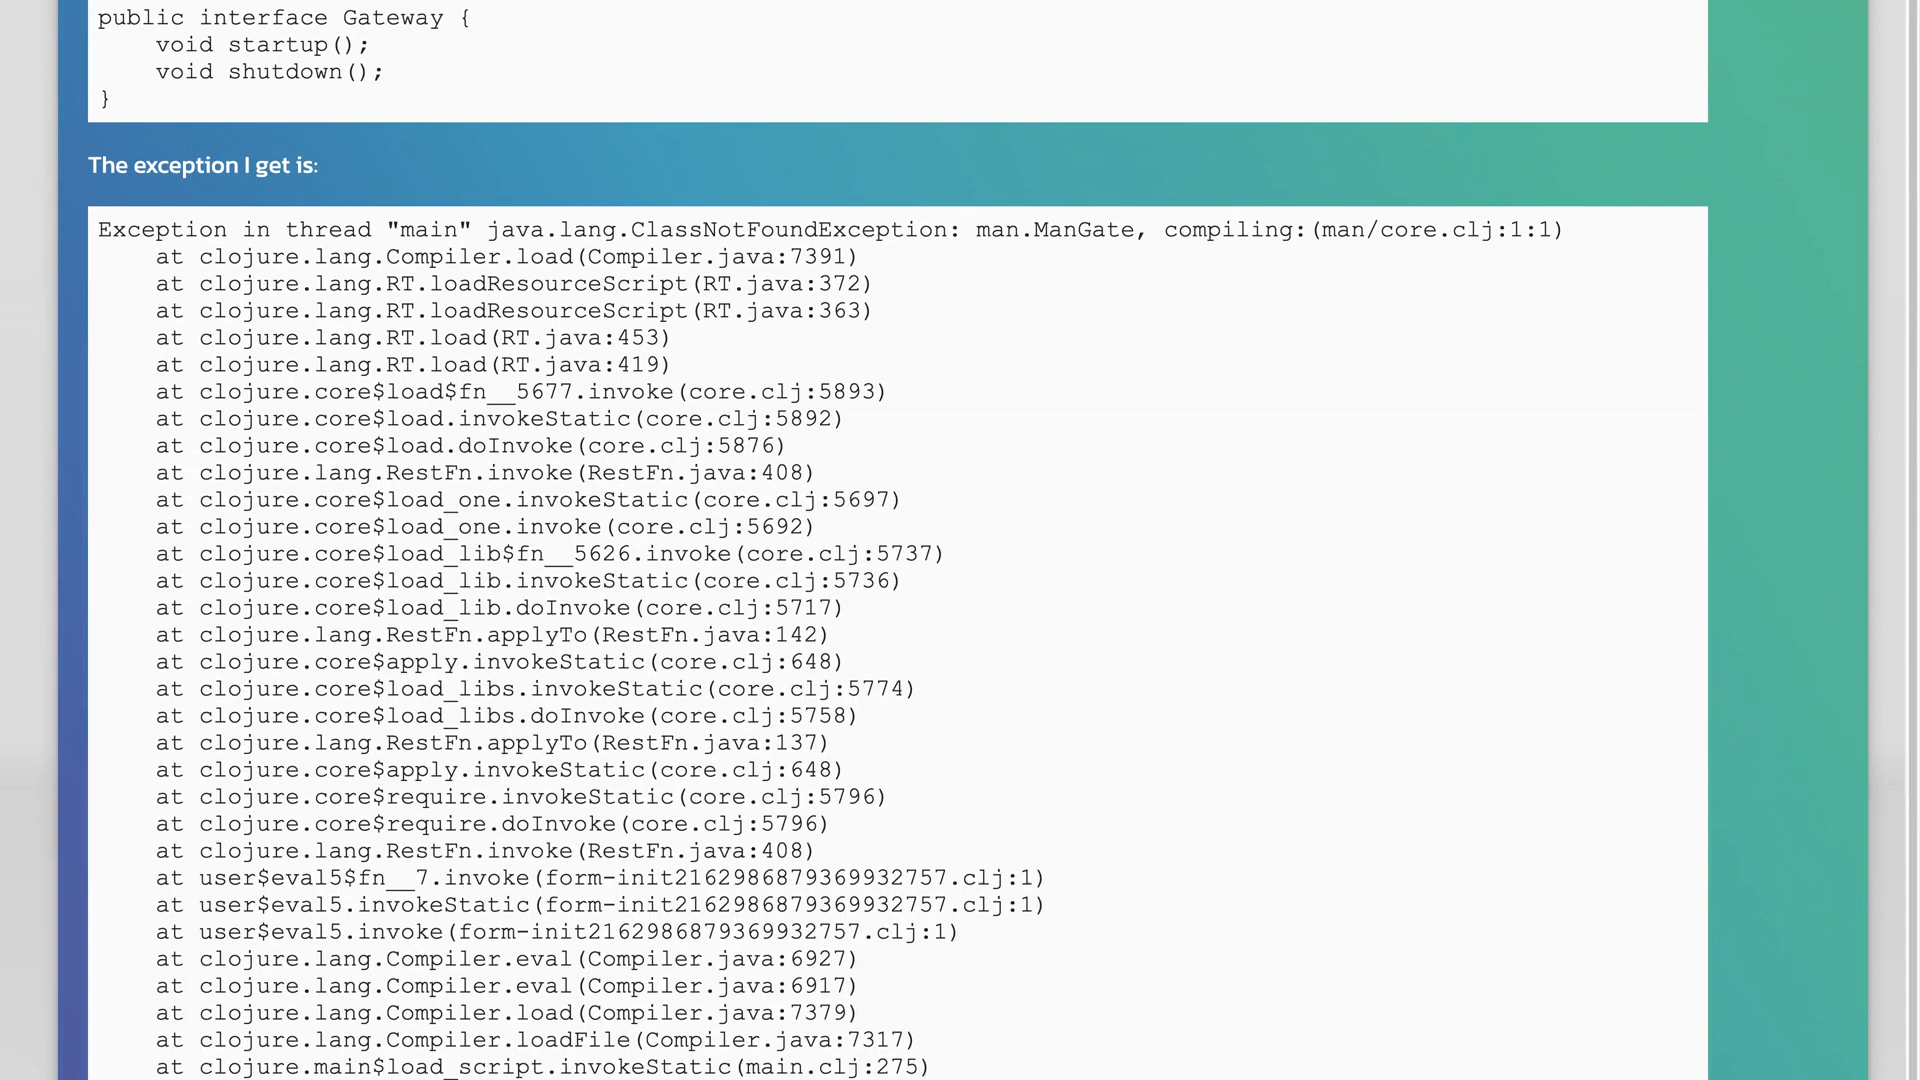 public interface Gateway {
    void startup();
    void shutdown();
}
The exception I get is:
Exception in thread "main" java.lang.ClassNotFoundException: man.ManGate, compiling:(man/core.clj:1:1)
    at clojure.lang.Compiler.load(Compiler.java:7391)
    at clojure.lang.RT.loadResourceScript(RT.java:372)
    at clojure.lang.RT.loadResourceScript(RT.java:363)
    at clojure.lang.RT.load(RT.java:453)
    at clojure.lang.RT.load(RT.java:419)
    at clojure.core$load$fn__5677.invoke(core.clj:5893)
    at clojure.core$load.invokeStatic(core.clj:5892)
    at clojure.core$load.doInvoke(core.clj:5876)
    at clojure.lang.RestFn.invoke(RestFn.java:408)
    at clojure.core$load_one.invokeStatic(core.clj:5697)
    at clojure.core$load_one.invoke(core.clj:5692)
    at clojure.core$load_lib$fn__5626.invoke(core.clj:5737)
    at clojure.core$load_lib.invokeStatic(core.clj:5736)
    at clojure.core$load_lib.doInvoke(core.clj:5717)
    at clojure.lang.RestFn.applyTo(RestFn.java:142)
    at clojure.core$apply.invokeStatic(core.clj:648)
    at clojure.core$load_libs.invokeStatic(core.clj:5774)
    at clojure.core$load_libs.doInvoke(core.clj:5758)
    at clojure.lang.RestFn.applyTo(RestFn.java:137)
    at clojure.core$apply.invokeStatic(core.clj:648)
    at clojure.core$require.invokeStatic(core.clj:5796)
    at clojure.core$require.doInvoke(core.clj:5796)
    at clojure.lang.RestFn.invoke(RestFn.java:408)
    at user$eval5$fn__7.invoke(form-init2162986879369932757.clj:1)
    at user$eval5.invokeStatic(form-init2162986879369932757.clj:1)
    at user$eval5.invoke(form-init2162986879369932757.clj:1)
    at clojure.lang.Compiler.eval(Compiler.java:6927)
    at clojure.lang.Compiler.eval(Compiler.java:6917)
    at clojure.lang.Compiler.load(Compiler.java:7379)
    at clojure.lang.Compiler.loadFile(Compiler.java:7317)
    at clojure.main$load_script.invokeStatic(main.clj:275)